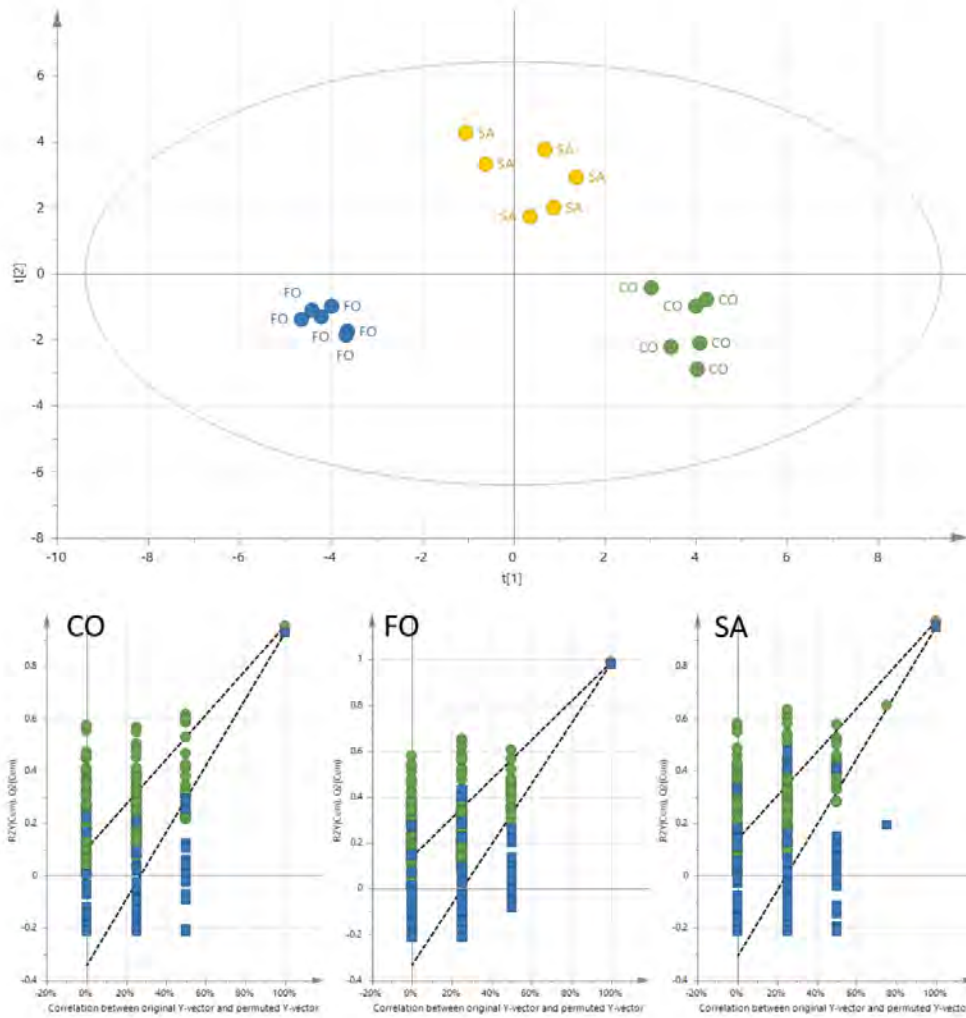 6
4
2
0
-2
-4
-6
-8
t[2]
SA
SA
SA
SA
SA
SA
FO
FO
FO
FO
FO
FO
CO
CO
CO
CO
CO
CO
-10 -8 -6 -4 -2 0 2 4 6 8
t[1]
CO
R2Y(Cum), Q2(Cum)
0.8
0.6
0.4
0.2
0
-0.2
-0.4
-20% 0% 20% 40% 60% 80% 100%
Correlation between original Y-vector and permuted Y-vector
FO
R2Y(Cum), Q2(Cum)
1
0.8
0.6
0.4
0.2
0
-0.2
-0.4
-20% 0% 20% 40% 60% 80% 100%
Correlation between original Y-vector and permuted Y-vector
SA
R2Y(Cum), Q2(Cum)
0.8
0.6
0.4
0.2
0
-0.2
-0.4
-20% 0% 20% 40% 60% 80% 100%
Correlation between original Y-vector and permuted Y-vector